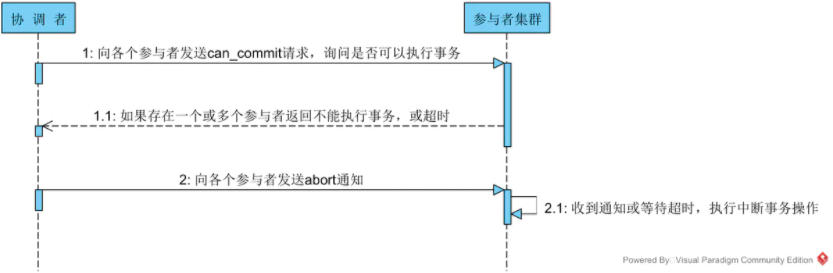 协 调 者
参与者集群
1: 向各个参与者发送can_commit请求，询问是否可以执行事务
1.1: 如果存在一个或多个参与者返回不能执行事务，或超时
2: 向各个参与者发送abort通知
2.1: 收到通知或等待超时，执行中断事务操作
Powered By Visual Paradigm Community Edition